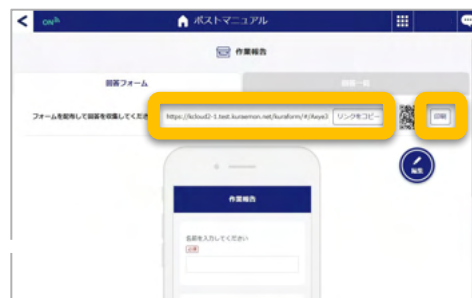 ON
ポストマニュアル
作業報告
回答フォーム
回答一覧
フォームを配布して回答を収集してくださ
https://kcloud2-1.test.kuraemon.net/kuraform/#/Xeye3
リンクをコピー
印刷
編集
作業報告
名前を入力してください
必須